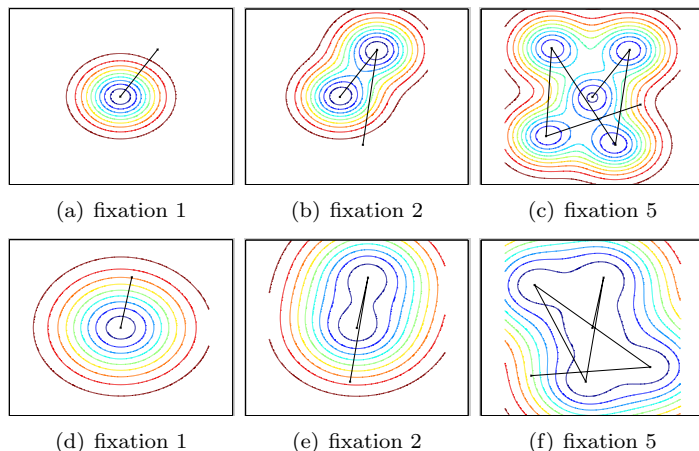 (a) fixation 1
(b) fixation 2
(c) fixation 5
(d) fixation 1
(e) fixation 2
(f) fixation 5